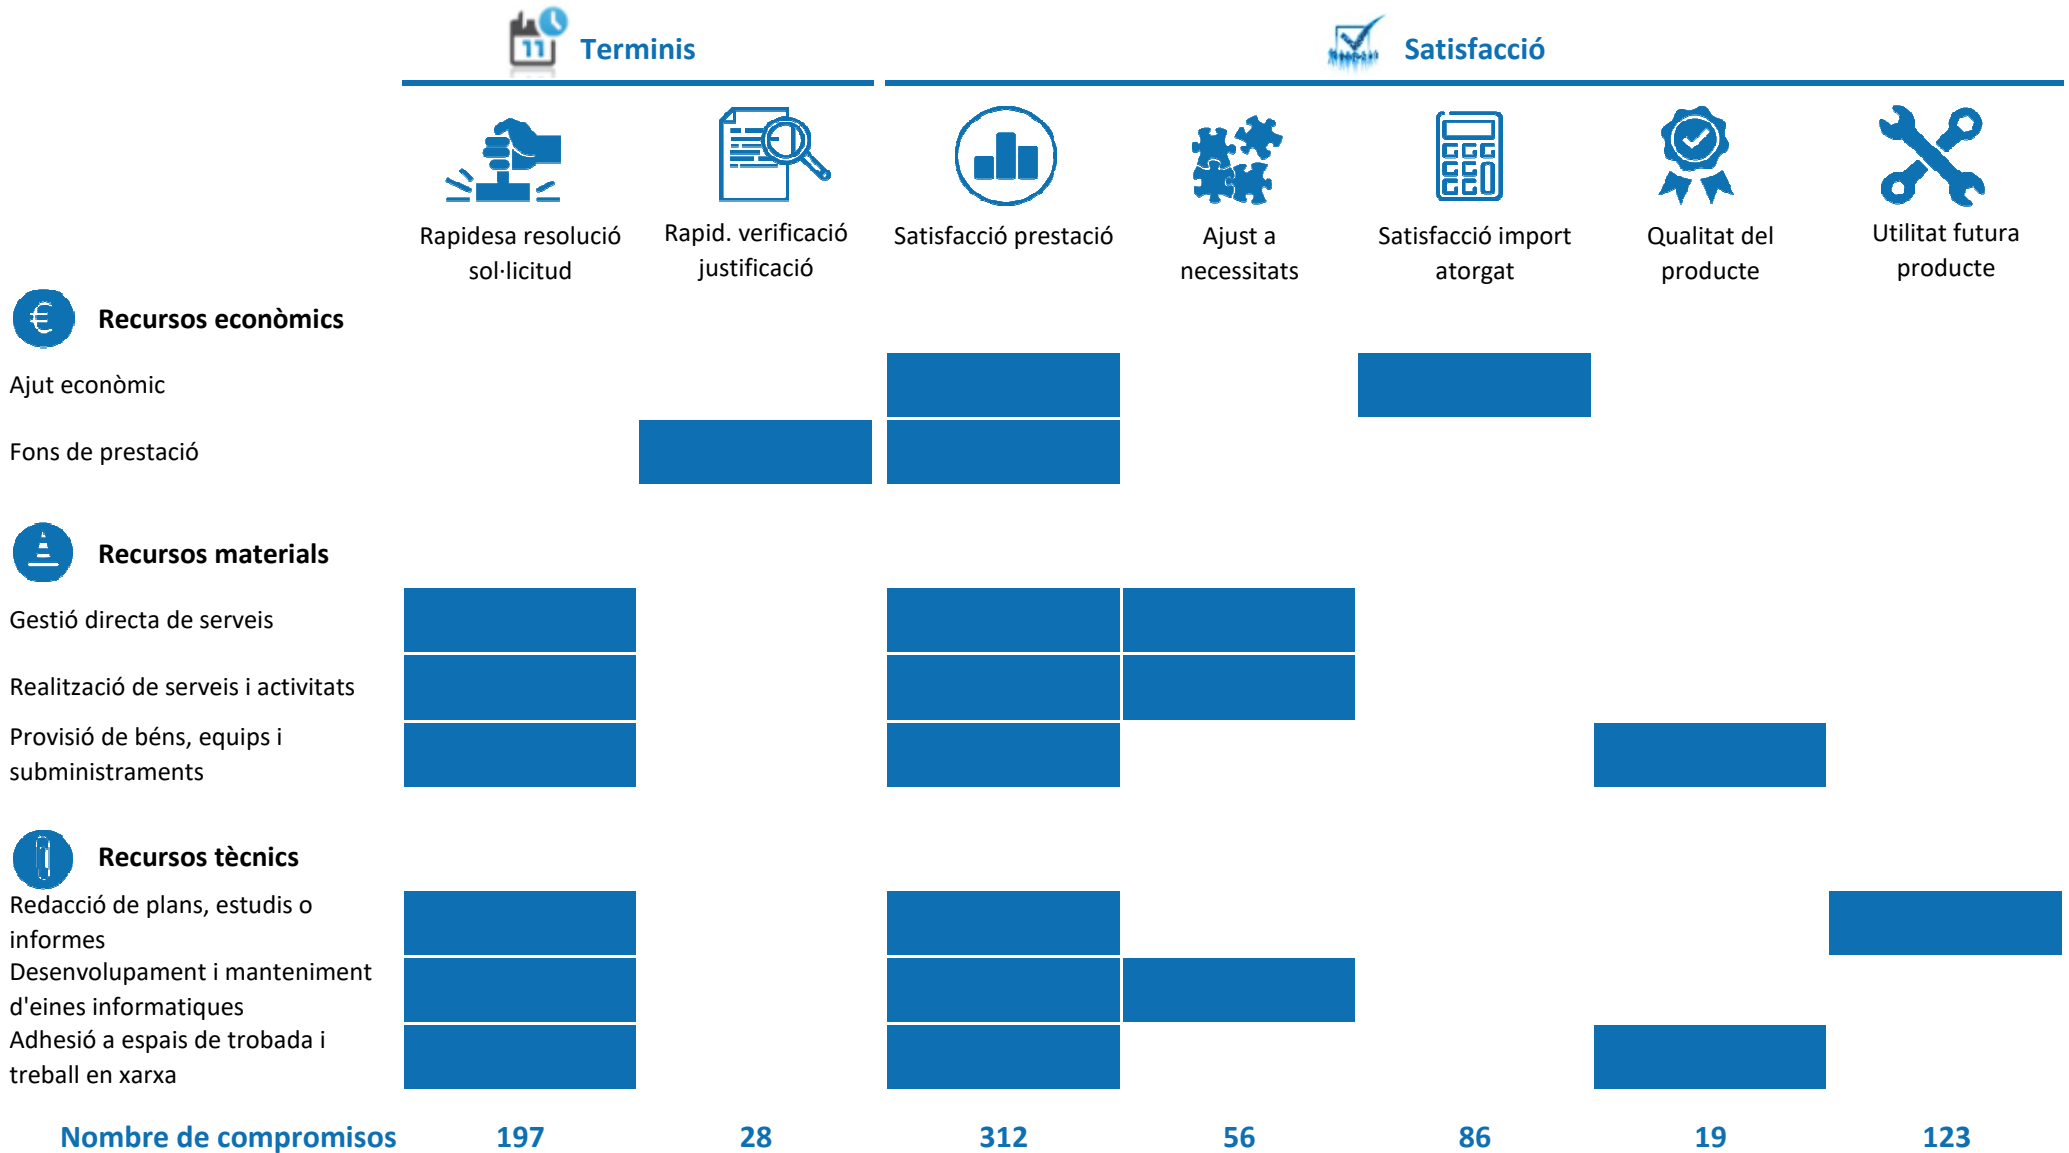 Terminis
Satisfacció
Rapidesa resolució
sol·licitud
Rapid. verificació
justificació
Satisfacció prestació
Ajust a
necessitats
Satisfacció import
atorgat
Qualitat del
producte
Utilitat futura
producte
Recursos econòmics
Ajut econòmic
Fons de prestació
Recursos materials
Gestió directa de serveis
Realització de serveis i activitats
Provisió de béns, equips i
subministraments
Recursos tècnics
Redacció de plans, estudis o
informes
Desenvolupament i manteniment
d'eines informatiques
Adhesió a espais de trobada i
treball en xarxa
Nombre de compromisos 197 28 312 56 86 19 123